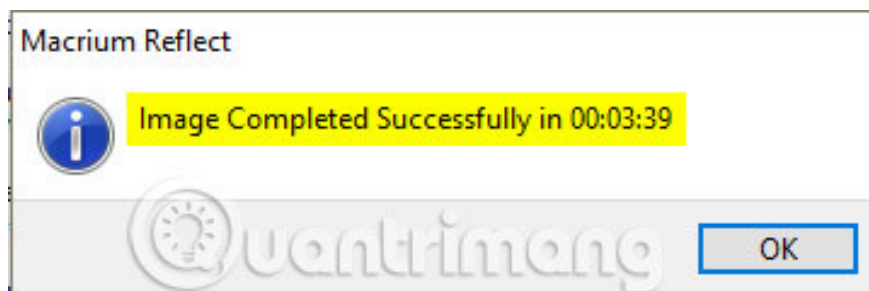 Macrium Reflect
Image Completed Successfully in 00:03:39
Quantrimang
OK